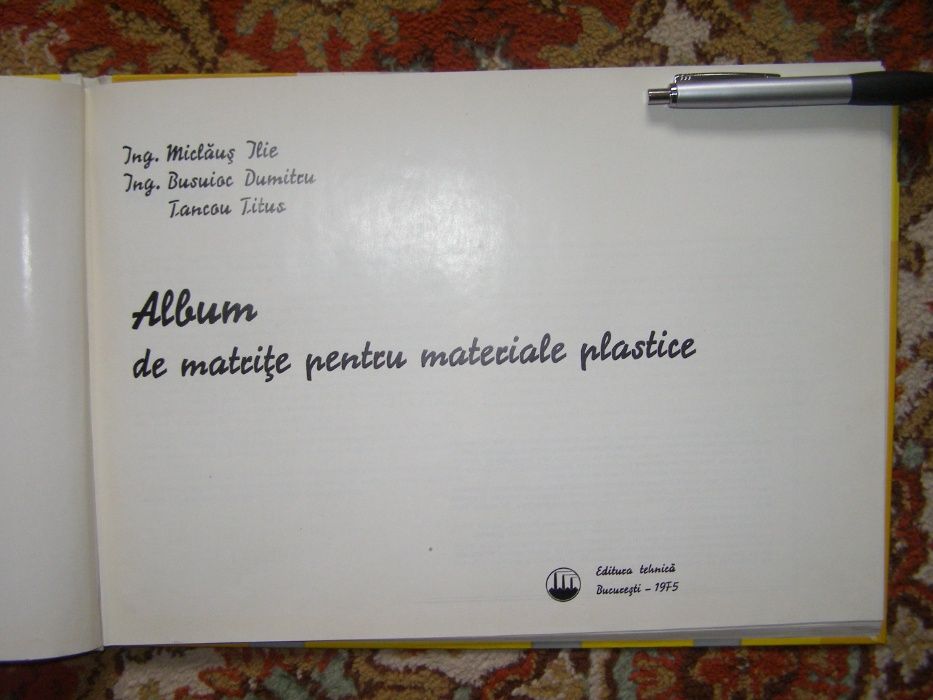 Ing. Miclăuş Ilie
Ing. Busuioc Dumitru
Tancou Titus
Album
de matriţe pentru materiale plastice
Editura tehnică
Bucureşti – 1975